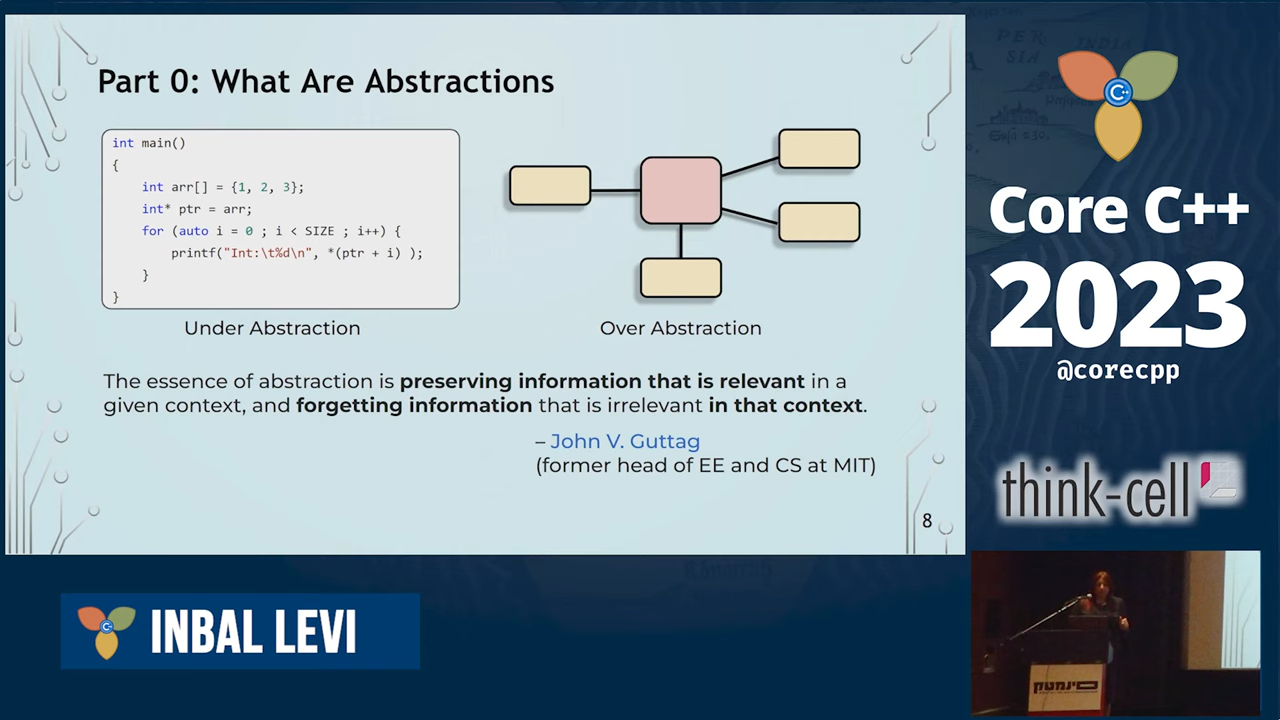 Part 0: What Are Abstractions
int main()
{
int arr[] = {1, 2, 3};
int* ptr = arr;
for (auto i = 0 ; i < SIZE ; i++) {
printf("Int:\t%d\n", *(ptr + i) );
}
}
Under Abstraction
Over Abstraction
The essence of abstraction is preserving information that is relevant in a
given context, and forgetting information that is irrelevant in that context.
– John V. Guttag
(former head of EE and CS at MIT)
8
C++
Core C++
2023
@corecpp
think-cell
C++
INBAL LEVI
סינמטק